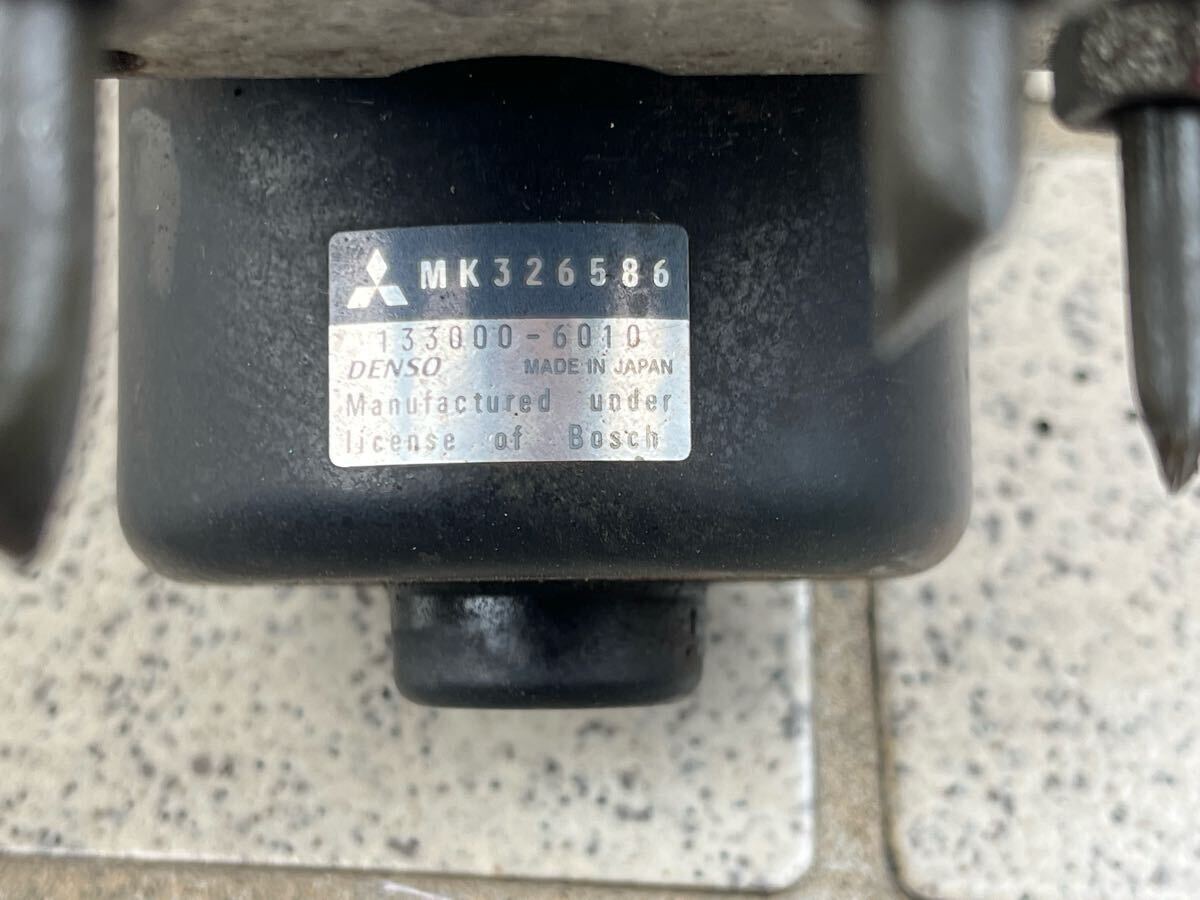 MK326586
133000-6010
DENSO MADE IN JAPAN
Manufactured under
license of Bosch